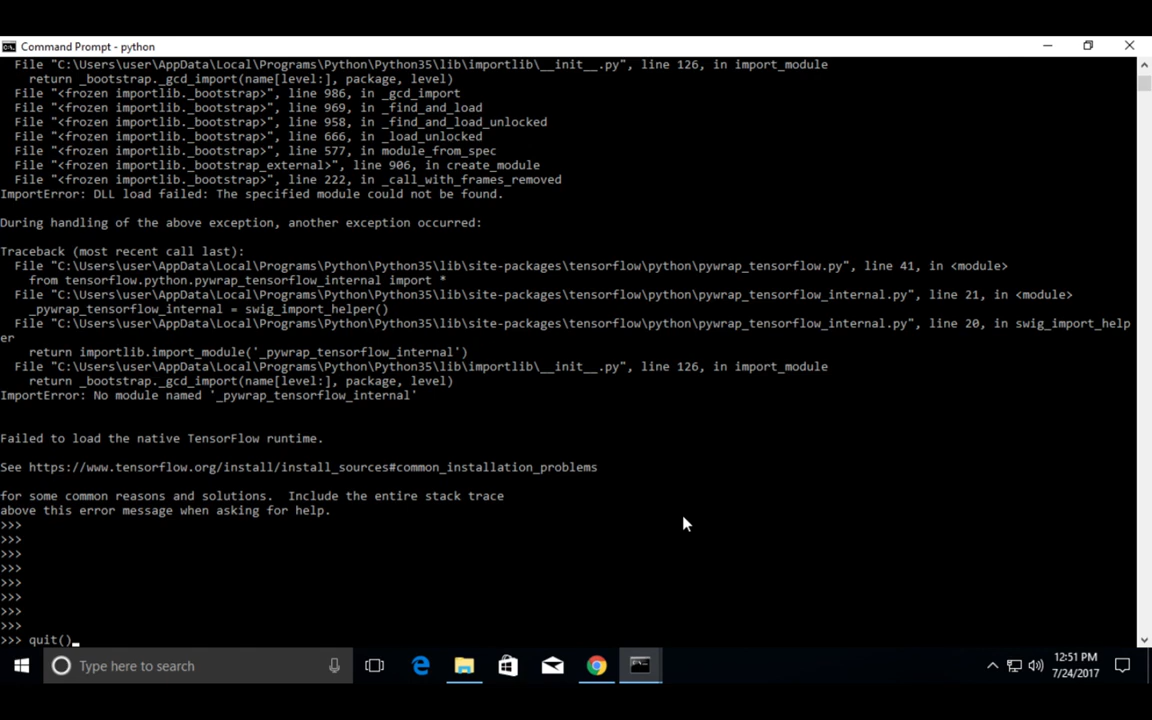 Command Prompt - python
File "C:\Users\user\AppData\Local\Programs\Python\Python35\lib\importlib\__init__.py", line 126, in import_module
return _bootstrap._gcd_import(name[level:], package, level)
File "<frozen importlib._bootstrap>", line 986, in _gcd_import
File "<frozen importlib._bootstrap>", line 969, in _find_and_load
File "<frozen importlib._bootstrap>", line 958, in _find_and_load_unlocked
File "<frozen importlib._bootstrap>", line 666, in _load_unlocked
File "<frozen importlib._bootstrap>", line 577, in module_from_spec
File "<frozen importlib._bootstrap_external>", line 906, in create_module
File "<frozen importlib._bootstrap>", line 222, in _call_with_frames_removed
ImportError: DLL load failed: The specified module could not be found.
During handling of the above exception, another exception occurred:
Traceback (most recent call last):
File "C:\Users\user\AppData\Local\Programs\Python\Python35\lib\site-packages\tensorflow\python\pywrap_tensorflow.py", line 41, in <module>
from tensorflow.python.pywrap_tensorflow_internal import *
File "C:\Users\user\AppData\Local\Programs\Python\Python35\lib\site-packages\tensorflow\python\pywrap_tensorflow_internal.py", line 21, in <module>
_pywrap_tensorflow_internal = swig_import_helper()
File "C:\Users\user\AppData\Local\Programs\Python\Python35\lib\site-packages\tensorflow\python\pywrap_tensorflow_internal.py", line 20, in swig_import_help
er
return importlib.import_module('_pywrap_tensorflow_internal')
File "C:\Users\user\AppData\Local\Programs\Python\Python35\lib\importlib\__init__.py", line 126, in import_module
return _bootstrap._gcd_import(name[level:], package, level)
ImportError: No module named '_pywrap_tensorflow_internal'
Failed to load the native TensorFlow runtime.
See https://www.tensorflow.org/install/install_sources#common_installation_problems
for some common reasons and solutions.  Include the entire stack trace
above this error message when asking for help.
>>>
>>>
>>>
>>>
>>>
>>>
>>>
>>>
>>> quit()
Type here to search
12:51 PM
7/24/2017